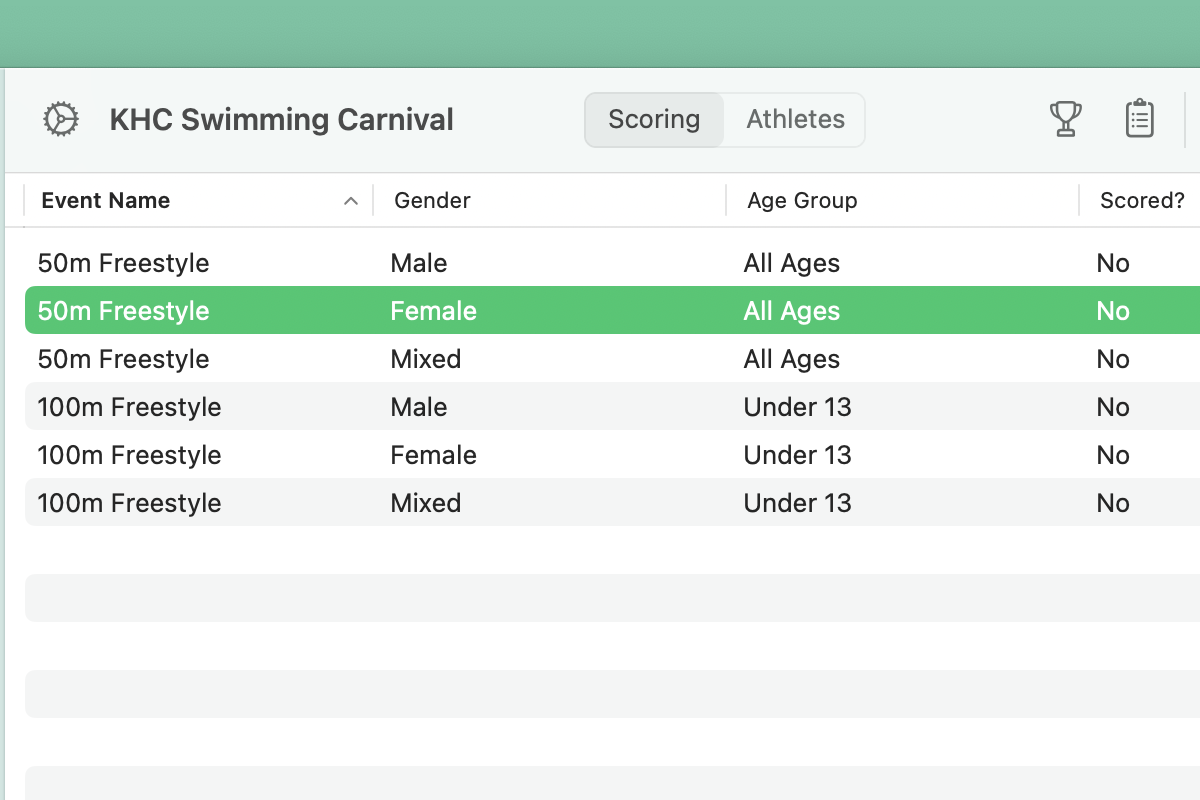 KHC Swimming Carnival Scoring Athletes
Event Name Gender Age Group Scored?
50m Freestyle Male All Ages No
50m Freestyle Female All Ages No
50m Freestyle Mixed All Ages No
100m Freestyle Male Under 13 No
100m Freestyle Female Under 13 No
100m Freestyle Mixed Under 13 No